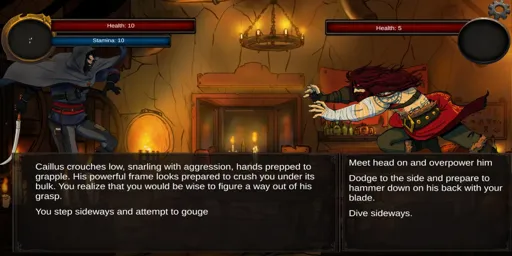 Health: 10
Stamina: 10
Health: 5
Caillus crouches low, snarling with aggression, hands prepped to
grapple. His powerful frame looks prepared to crush you under its
bulk. You realize that you would be wise to figure a way out of his
grasp.
You step sideways and attempt to gouge
Meet head on and overpower him
Dodge to the side and prepare to
hammer down on his back with your
blade.
Dive sideways.